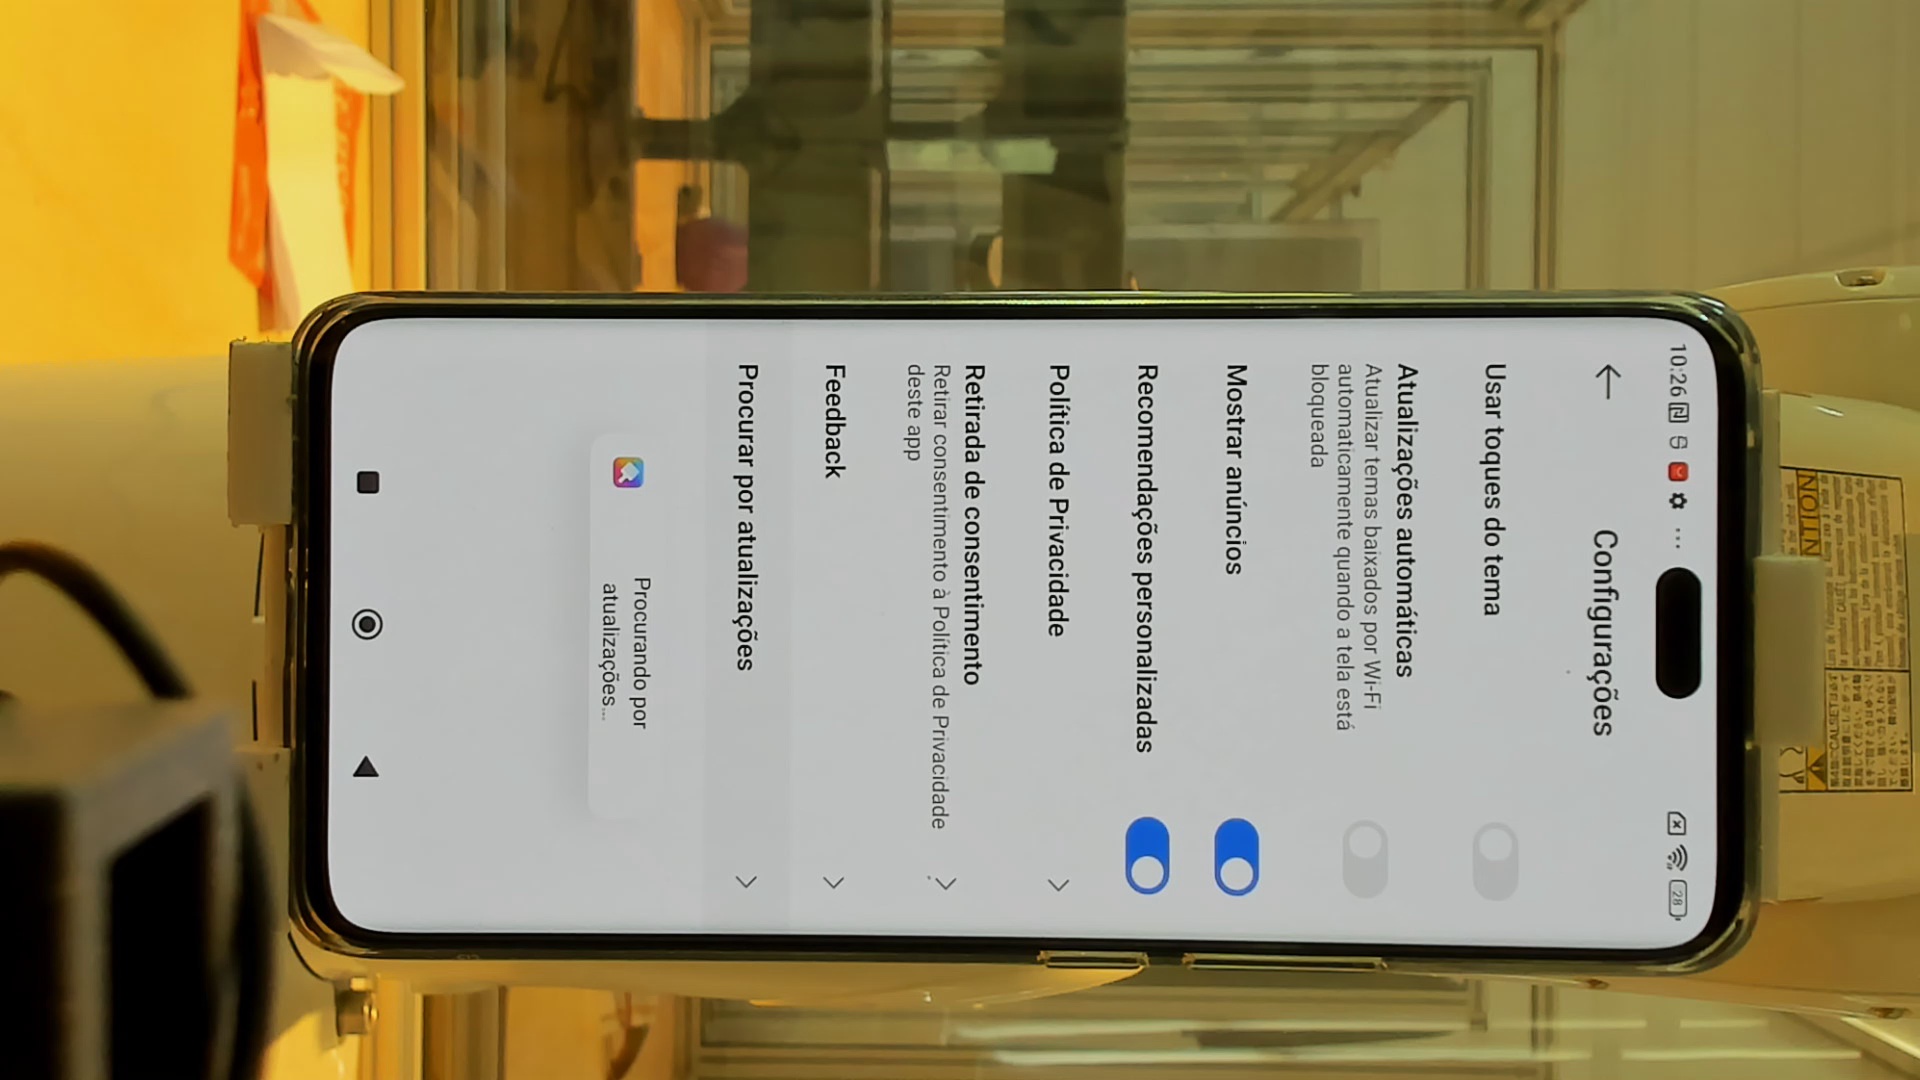 10:26
28
Configurações
Usar toques do tema
Atualizações automáticas
Atualizar temas baixados por Wi-Fi
automaticamente quando a tela está
bloqueada
Mostrar anúncios
Recomendações personalizadas
Política de Privacidade
Retirada de consentimento
Retirar consentimento à Política de Privacidade
deste app
Feedback
Procurar por atualizações
Procurando por
atualizações...